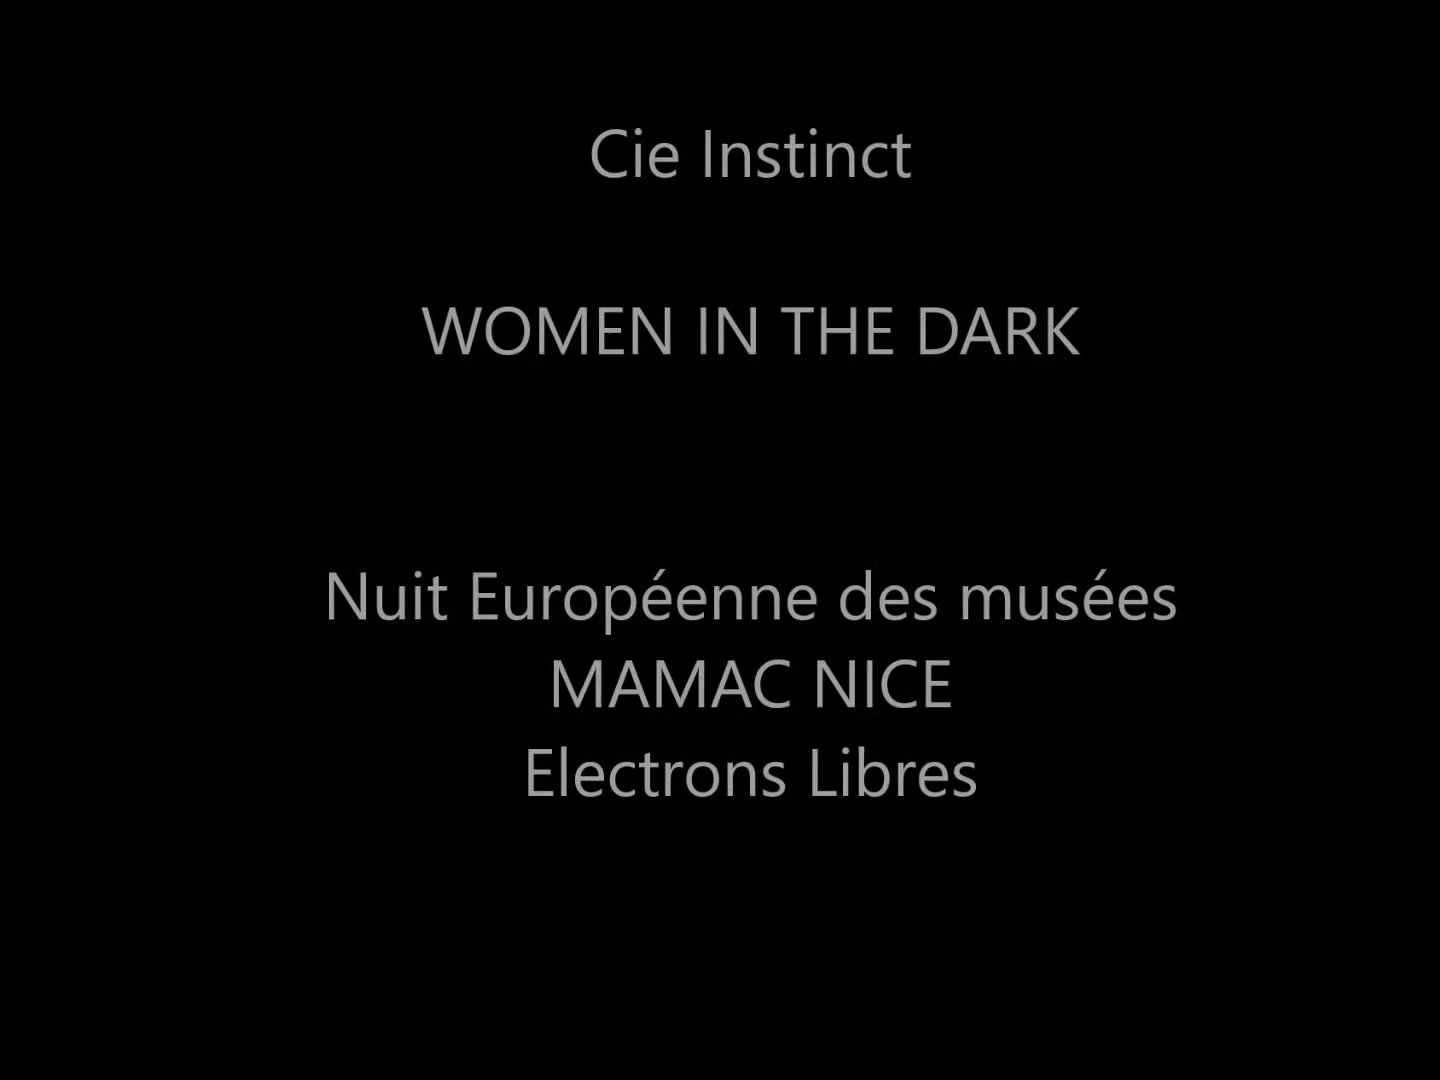 Cie Instinct
WOMEN IN THE DARK
Nuit Européenne des musées
MAMAC NICE
Electrons Libres